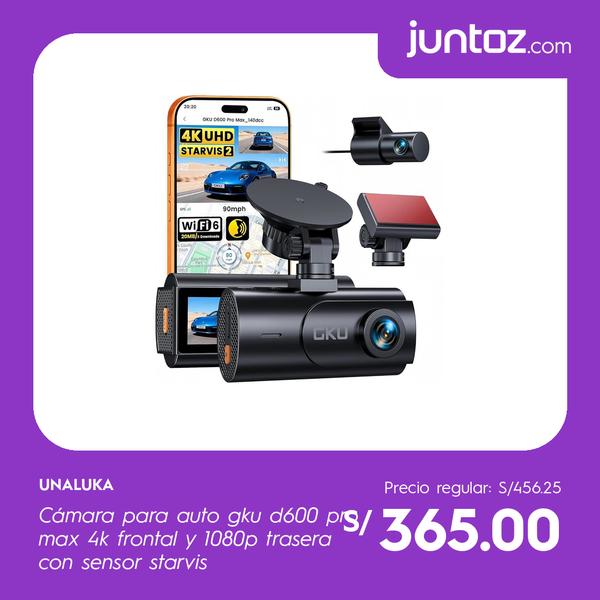 juntoz.com
20:20
GKU D600 Pro Max_140dcc
4K UHD
STARVIS 2
90mph
WiFi 6
20MB/s Downloads
GKU
UNALUKA
Cámara para auto gku d600 pro
max 4k frontal y 1080p trasera
con sensor starvis
Precio regular: S/456.25
S/ 365.00